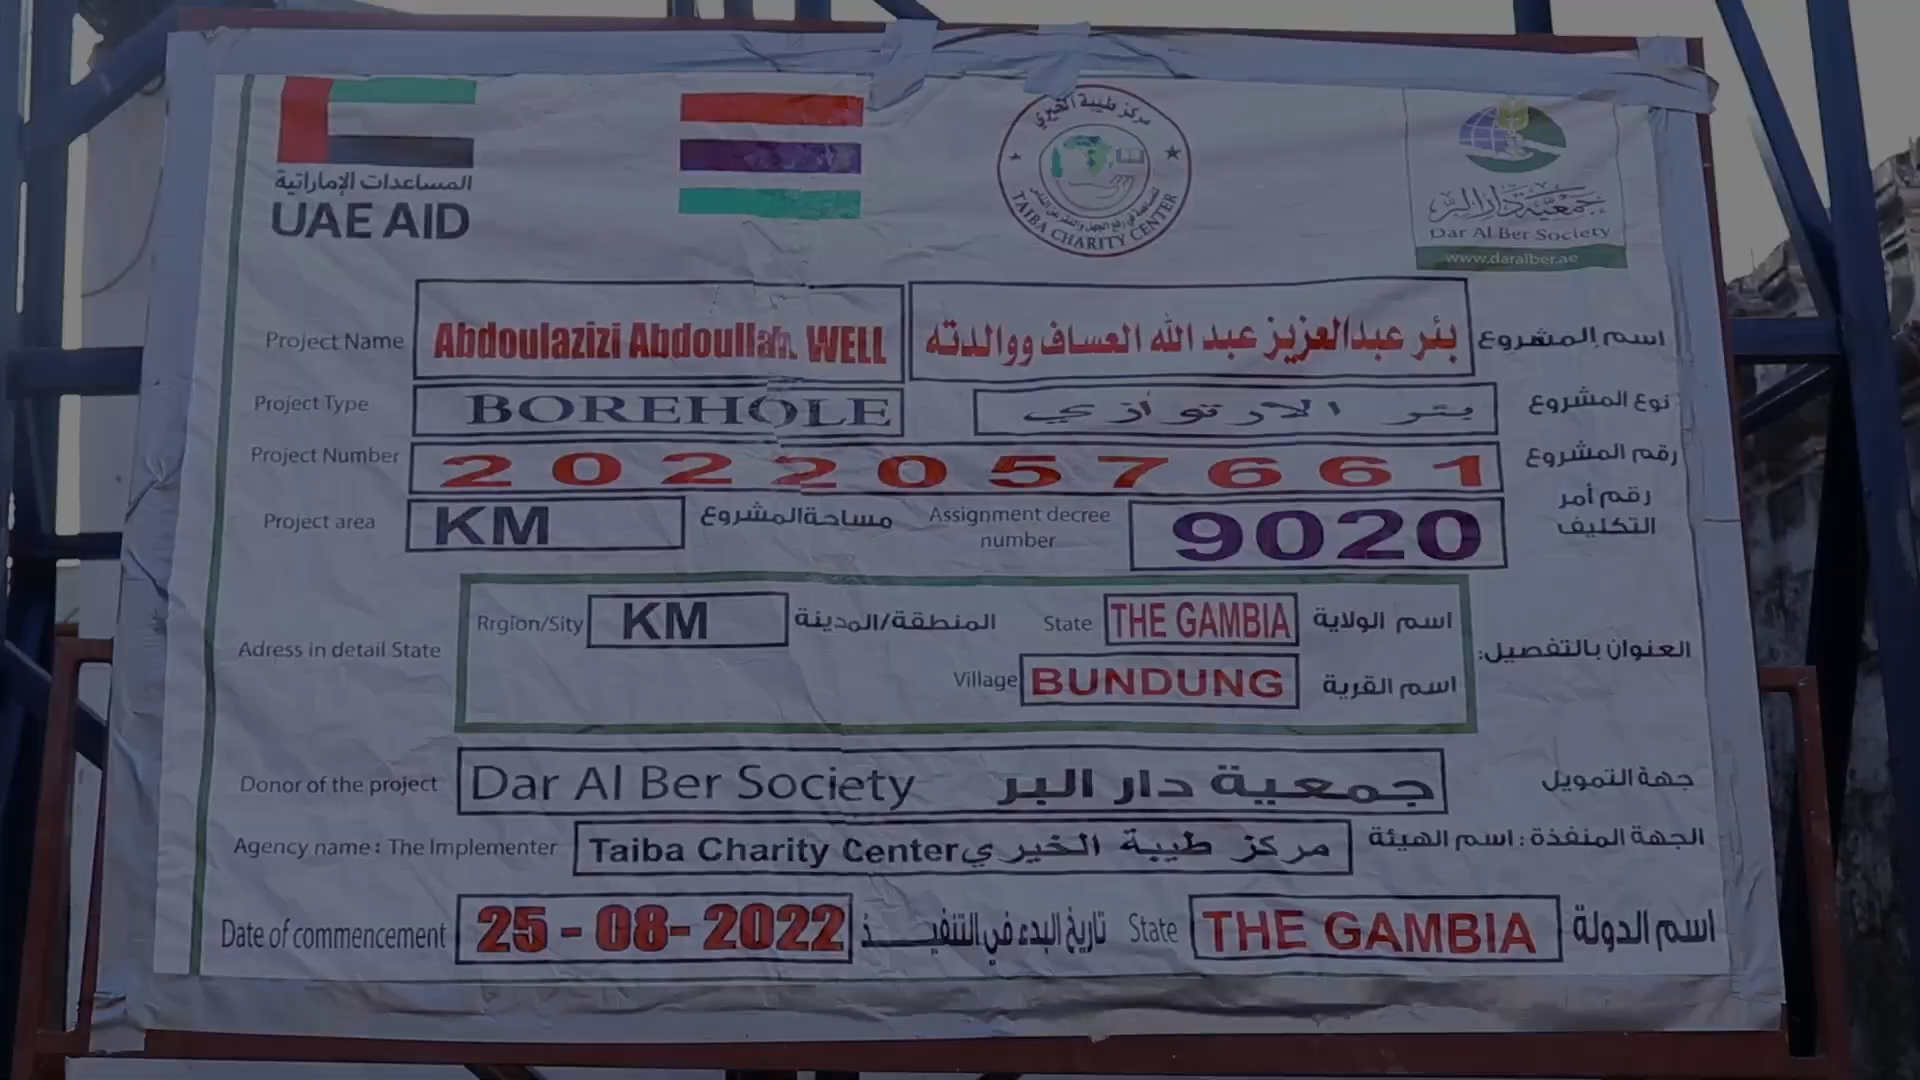 المساعدات الإماراتية
UAE AID
مركز طيبة الخيري
TAIBA CHARITY CENTER
جمعية دار البر
Dar Al Ber Society
www.daralber.ae
Project Name Abdoulazizi Abdoullah. WELL بئر عبدالعزيز عبد الله العساف ووالدته اسم المشروع
Project Type BOREHOLE بئر الارتوازي نوع المشروع
Project Number 2022057661 رقم المشروع
Project area KM مساحة المشروع Assignment decree number 9020 رقم أمر التكليف
Adress in detail State Rrgion/Sity KM المنطقة/المدينة State THE GAMBIA اسم الولاية العنوان بالتفصيل:
Village BUNDUNG اسم القرية
Donor of the project Dar Al Ber Society جمعية دار البر جهة التمويل
Agency name: The Implementer Taiba Charity Center مركز طيبة الخيري الجهة المنفذة: اسم الهيئة
Date of commencement 25-08-2022 تاريخ البدء في التنفيذ State THE GAMBIA اسم الدولة